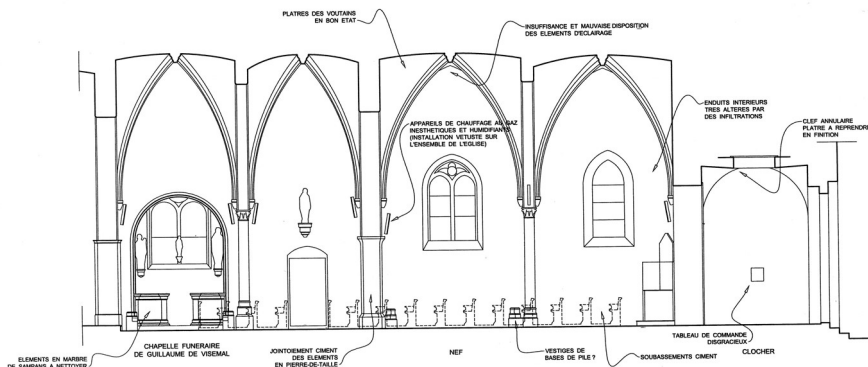 PLATRES DES VOUTAINS
EN BON ETAT
INSUFFISANCE ET MAUVAISE DISPOSITION
DES ELEMENTS D'ECLAIRAGE
ENDUITS INTERIEURS
TRES ALTERES PAR
DES INFILTRATIONS
CLEF ANNULAIRE
PLATRE A REPRENDRE
EN FINITION
APPAREILS DE CHAUFFAGE AU GAZ
INESTHETIQUES ET HUMIDIFIANTS
(INSTALLATION VETUSTE SUR
L'ENSEMBLE DE L'EGLISE)
TABLEAU DE COMMANDE
DISGRACIEUX
ELEMENTS EN MARBRE
DE SAMPANS A NETTOYER
CHAPELLE FUNERAIRE
DE GUILLAUME DE VISEMAL
JOINTOIEMENT CIMENT
DES ELEMENTS
EN PIERRE-DE-TAILLE
NEF
VESTIGES DE
BASES DE PILE ?
SOUBASSEMENTS CIMENT
CLOCHER